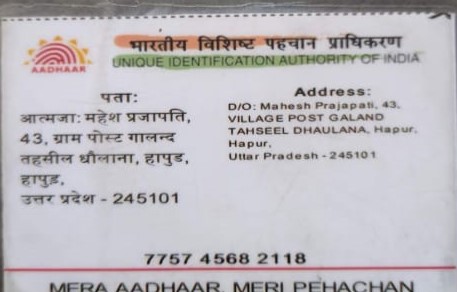 भारतीय विशिष्ट पहचान प्राधिकरण
UNIQUE IDENTIFICATION AUTHORITY OF INDIA
AADHAAR
पता:
आत्मजा: महेश प्रजापति,
43, ग्राम पोस्ट गालन्द
तहसील धौलाना, हापुड,
हापुड़,
उत्तर प्रदेश - 245101
Address:
D/O: Mahesh Prajapati, 43,
VILLAGE POST GALAND
TAHSEEL DHAULANA, Hapur,
Hapur,
Uttar Pradesh - 245101
7757 4568 2118
MERA AADHAAR, MERI PEHACHAN